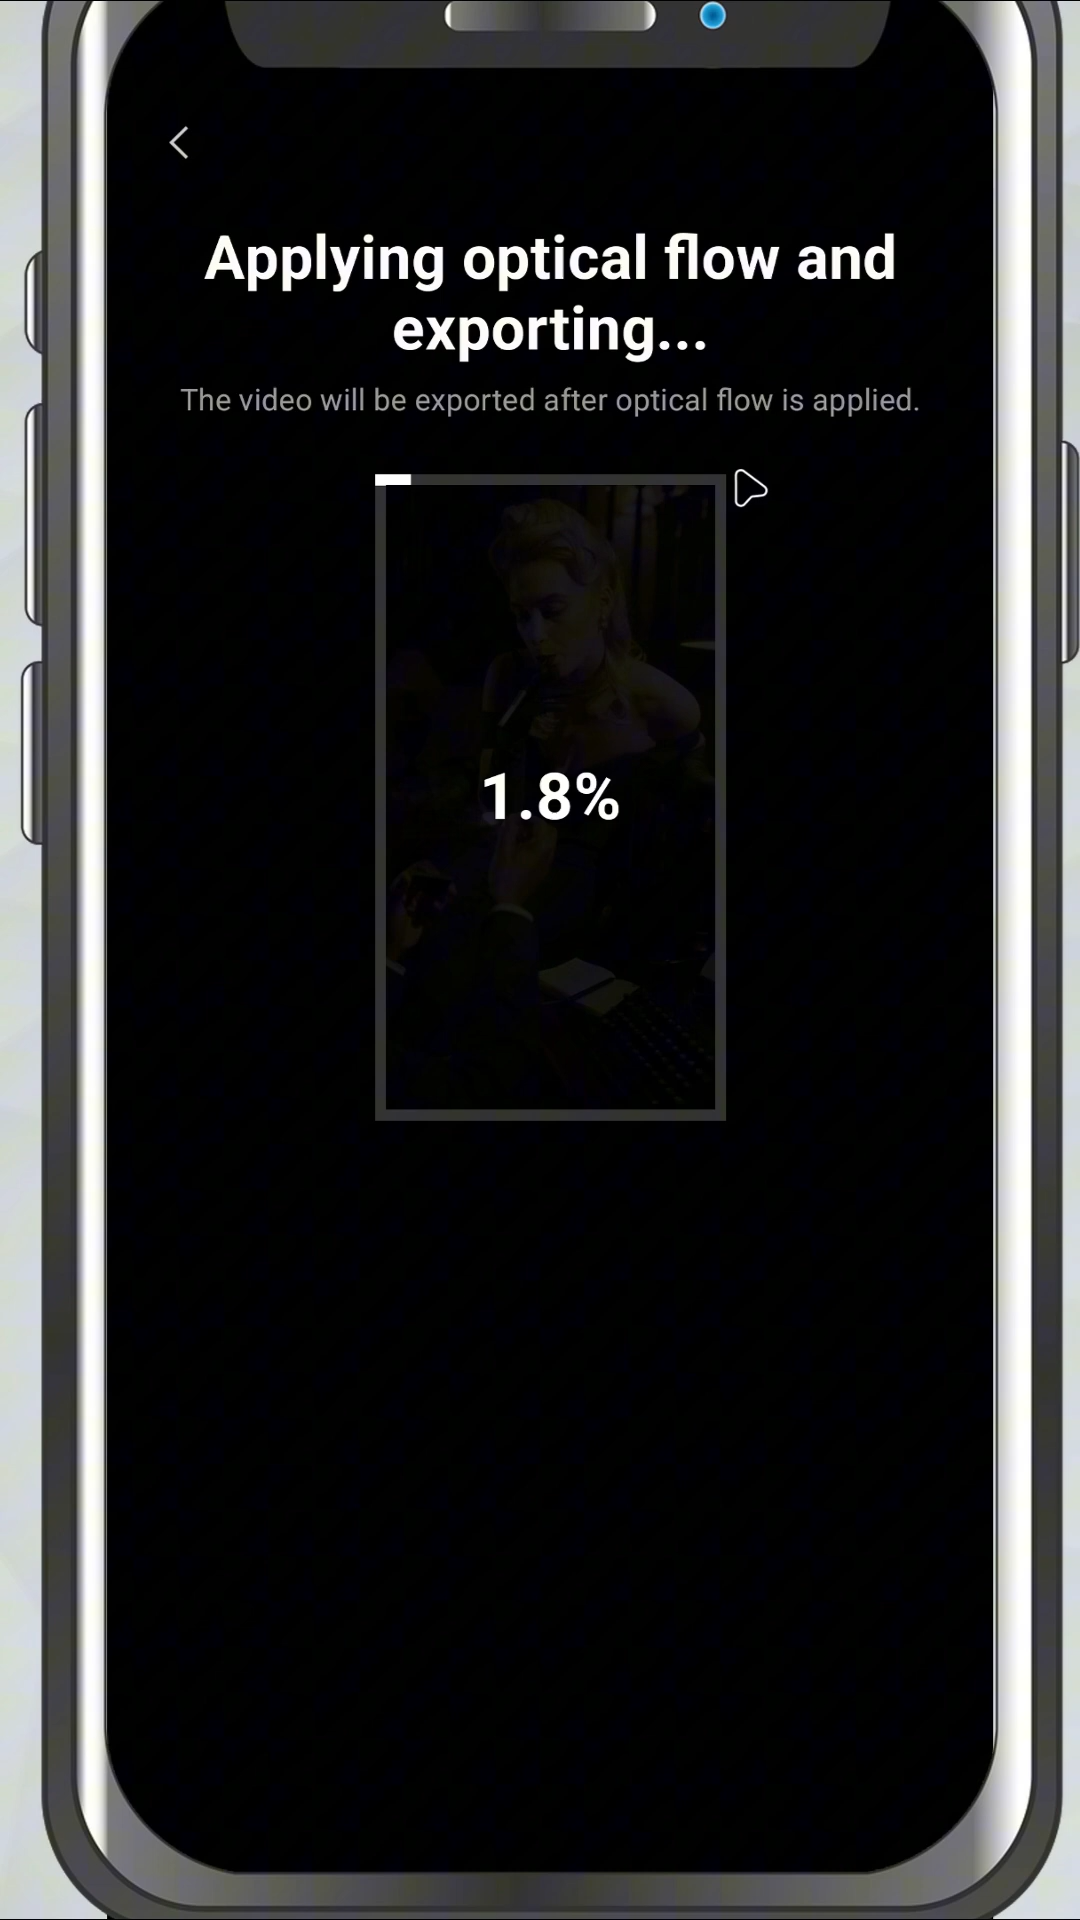 Applying optical flow and
exporting...
The video will be exported after optical flow is applied.
1.8%